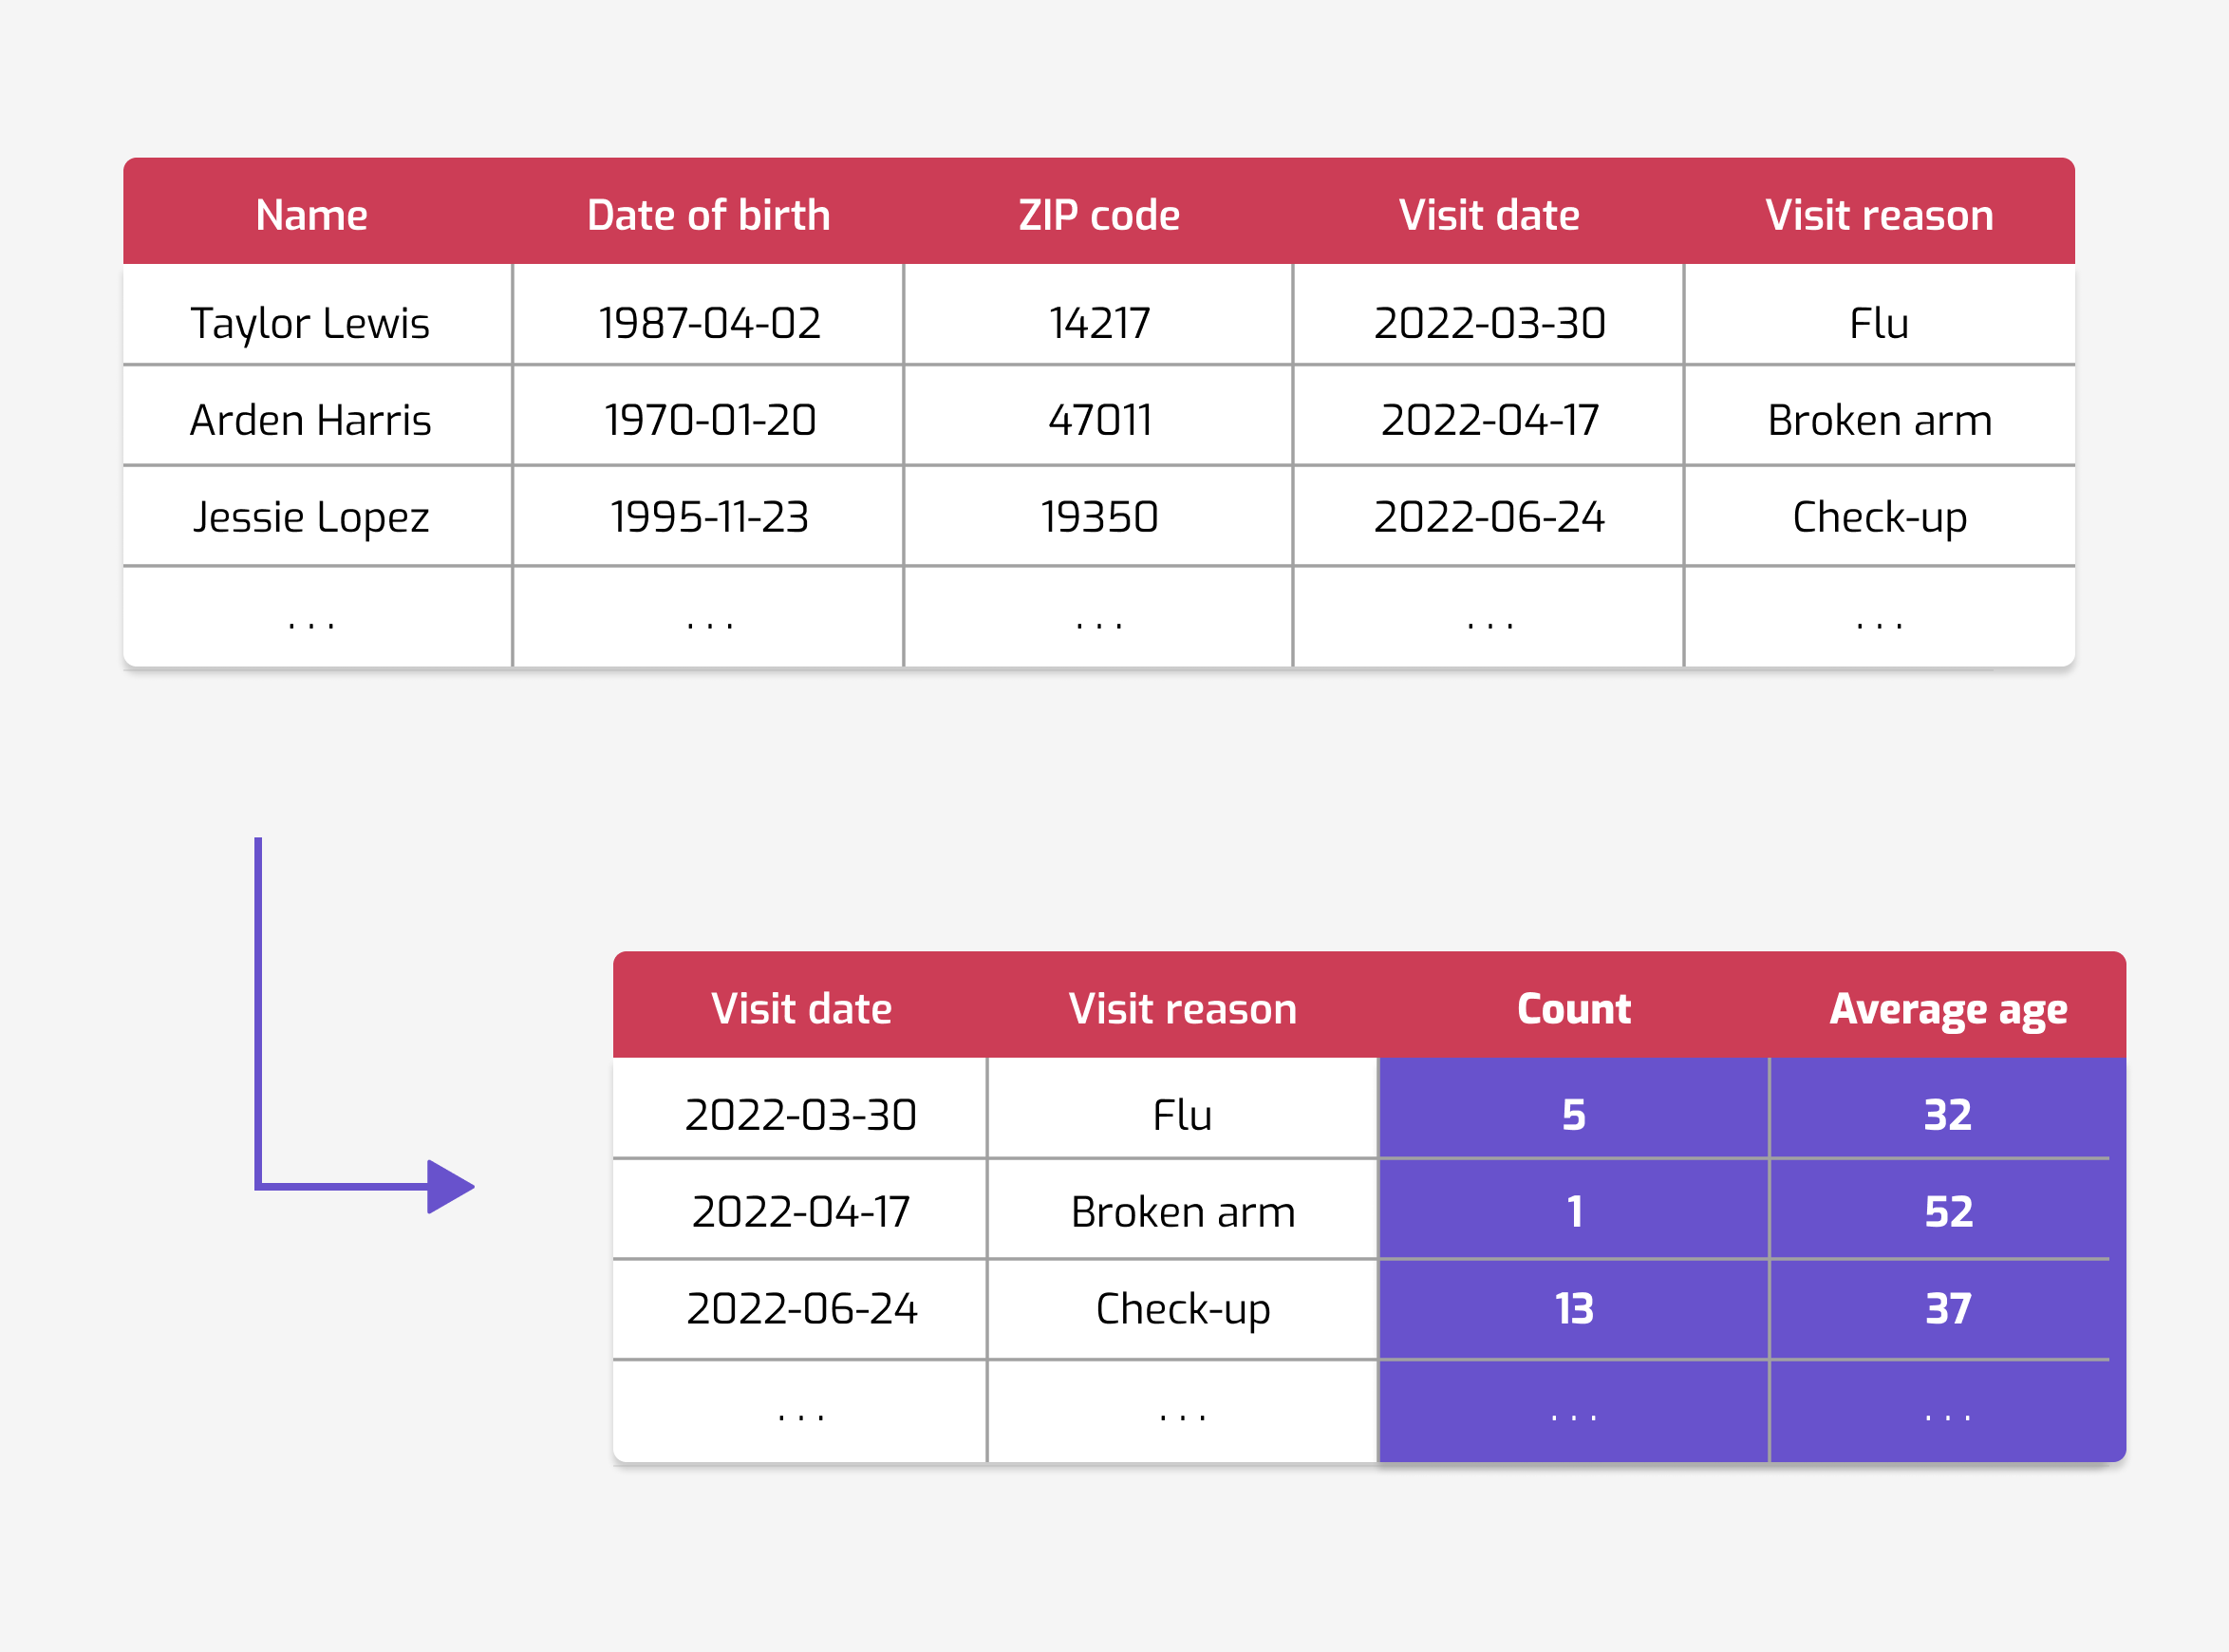 Name Date of birth ZIP code Visit date Visit reason
Taylor Lewis 1987-04-02 14217 2022-03-30 Flu
Arden Harris 1970-01-20 47011 2022-04-17 Broken arm
Jessie Lopez 1995-11-23 19350 2022-06-24 Check-up
. . . . . . . . . . . . . . .
Visit date Visit reason Count Average age
2022-03-30 Flu 5 32
2022-04-17 Broken arm 1 52
2022-06-24 Check-up 13 37
. . . . . . . . . . . .